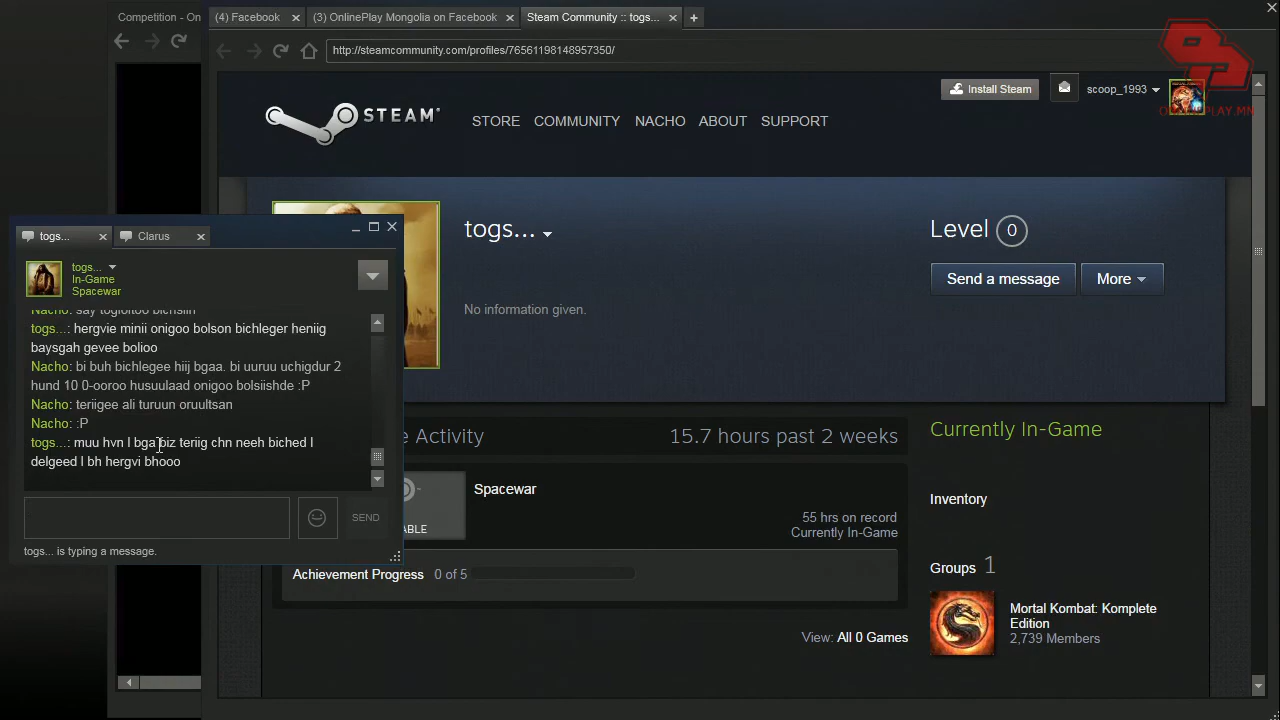 Competition - On
(4) Facebook
(3) OnlinePlay Mongolia on Facebook
Steam Community :: togs...
http://steamcommunity.com/profiles/76561198148957350/
Install Steam
scoop_1993
STEAM®
STORE COMMUNITY NACHO ABOUT SUPPORT
togs...
Level 0
Send a message
More
No information given.
togs...
Clarus
togs...
In-Game
Spacewar
Nacho: say togloitoo bichsiin
togs...: hergvie minii onigoo bolson bichleger heniig
baysgah gevee bolioo
Nacho: bi buh bichlegee hiij bgaa. bi uuruu uchigdur 2
hund 10 0-ooroo husuulaad onigoo bolsiishde :P
Nacho: teriigee ali turuun oruultsan
Nacho: :P
togs...: muu hvn l bga biz teriig chn neeh biched l
delgeed l bh hergvi bhooo
SEND
togs... is typing a message.
e Activity
15.7 hours past 2 weeks
Spacewar
55 hrs on record
Currently In-Game
ABLE
Achievement Progress 0 of 5
View: All 0 Games
Currently In-Game
Inventory
Groups 1
Mortal Kombat: Komplete
Edition
2,739 Members